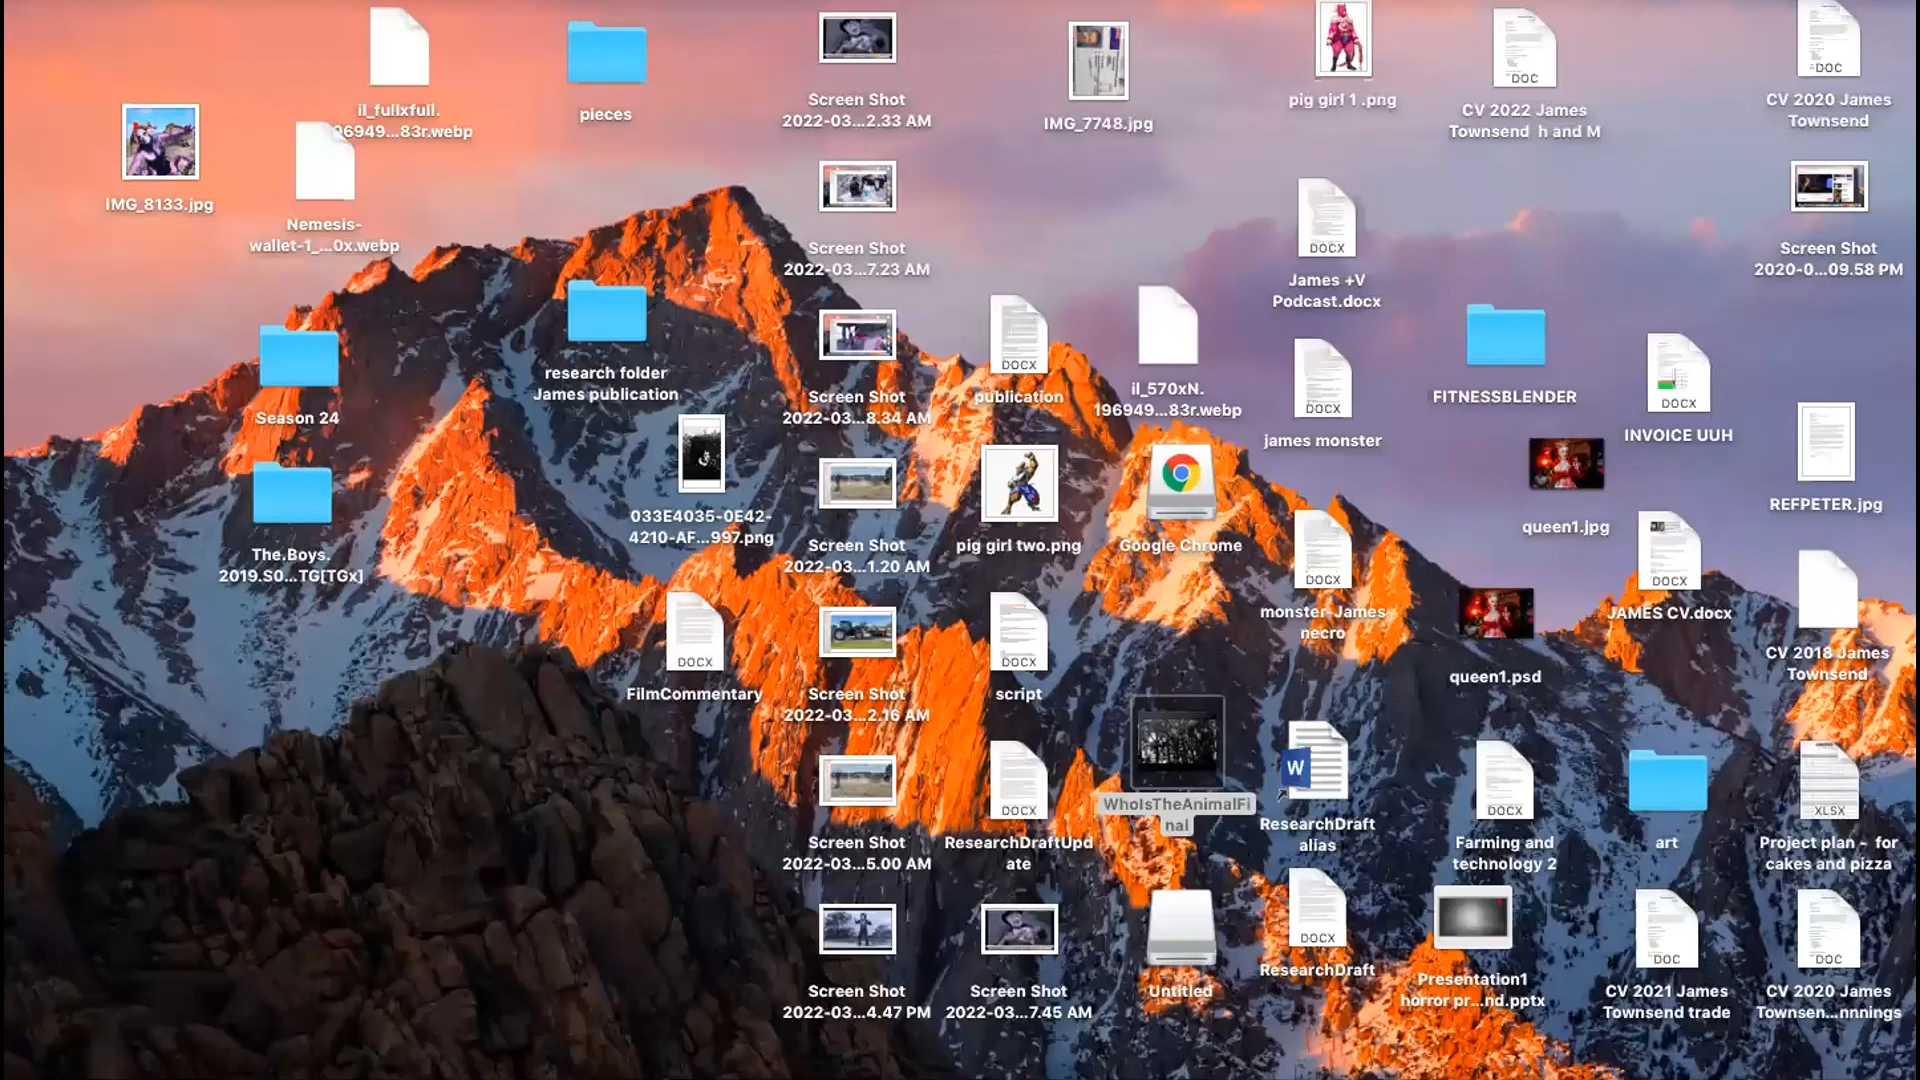 il_fullxfull.
96949...83r.webp
pieces
Screen Shot
2022-03...2.33 AM
IMG_7748.jpg
pig girl 1 .png
DOC
CV 2022 James
Townsend h and M
DOC
CV 2020 James
Townsend
IMG_8133.jpg
Nemesis-
wallet-1_...0x.webp
Screen Shot
2022-03...7.23 AM
DOCX
James +V
Podcast.docx
Screen Shot
2020-0...09.58 PM
Season 24
research folder
James publication
Screen Shot
2022-03...8.34 AM
DOCX
publication
il_570xN.
196949...83r.webp
DOCX
james monster
FITNESSBLENDER
DOCX
INVOICE UUH
REFPETER.jpg
The.Boys.
2019.S0...TG[TGx]
033E4035-0E42-
4210-AF...997.png
Screen Shot
2022-03...1.20 AM
pig girl two.png
Google Chrome
DOCX
monster-James
necro
queen1.jpg
DOCX
JAMES CV.docx
CV 2018 James
Townsend
DOCX
FilmCommentary
Screen Shot
2022-03...2.16 AM
DOCX
script
queen1.psd
Screen Shot
2022-03...5.00 AM
DOCX
ResearchDraftUpd
ate
WhoIsTheAnimalFi
nal
W
ResearchDraft
alias
DOCX
Farming and
technology 2
art
XLSX
Project plan - for
cakes and pizza
Screen Shot
2022-03...4.47 PM
Screen Shot
2022-03...7.45 AM
Untitled
DOCX
ResearchDraft
Presentation1
horror pr...nd.pptx
DOC
CV 2021 James
Townsend trade
DOC
CV 2020 James
Townsen...nnnings